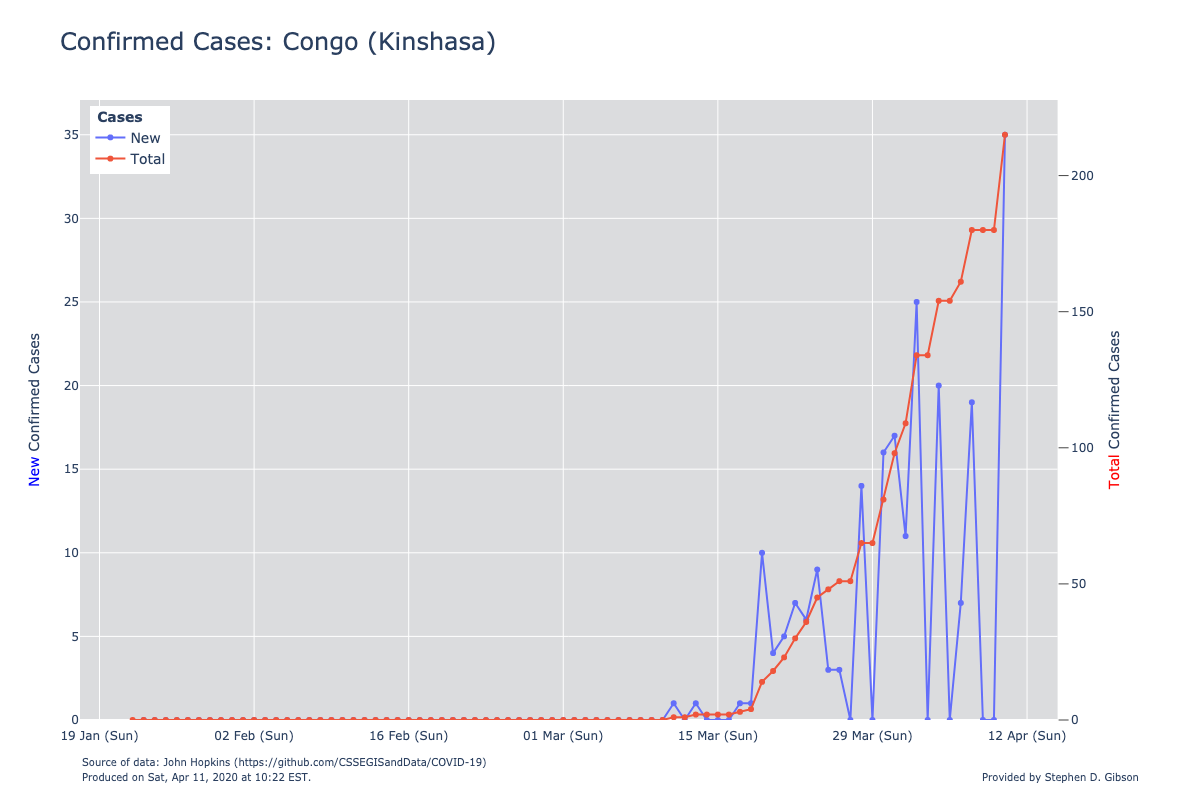 Confirmed Cases: Congo (Kinshasa)
Cases
New
Total
35
30
25
20
15
10
5
0
200
150
100
50
0
New Confirmed Cases
Total Confirmed Cases
19 Jan (Sun)
02 Feb (Sun)
16 Feb (Sun)
01 Mar (Sun)
15 Mar (Sun)
29 Mar (Sun)
12 Apr (Sun)
Source of data: John Hopkins (https://github.com/CSSEGISandData/COVID-19)
Produced on Sat, Apr 11, 2020 at 10:22 EST.
Provided by Stephen D. Gibson